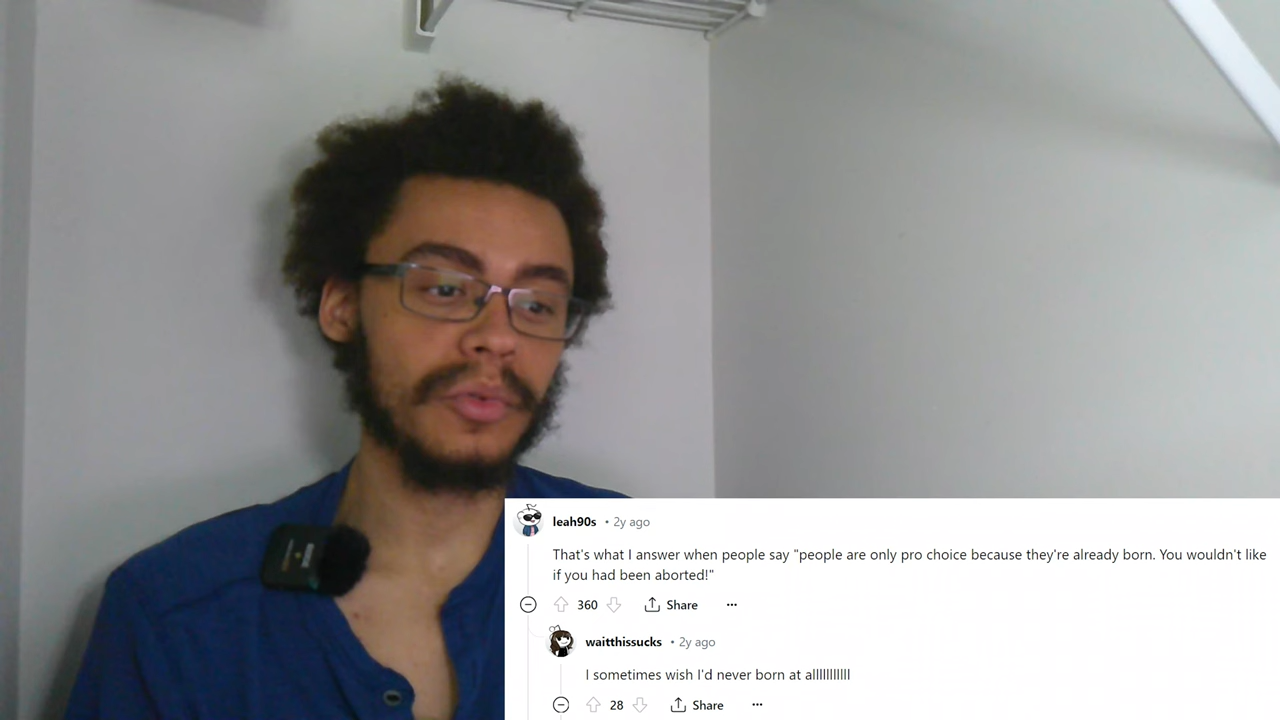 leah90s • 2y ago
That's what I answer when people say "people are only pro choice because they're already born. You wouldn't like
if you had been aborted!"
360 Share ...
waitthissucks • 2y ago
I sometimes wish I'd never born at allllllllllll
28 Share ...